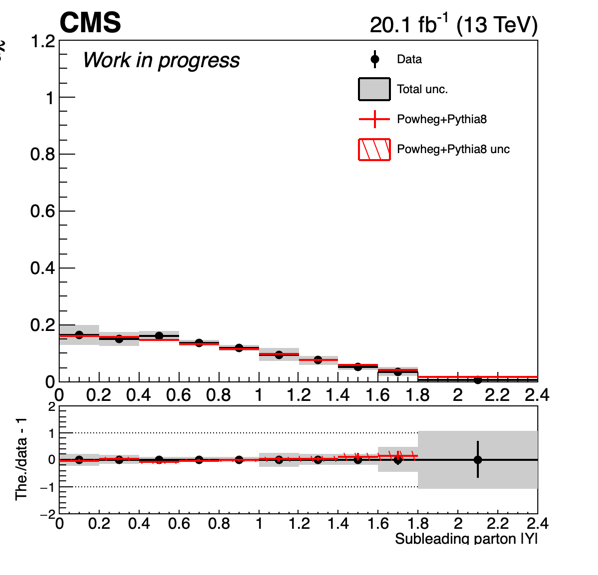 CMS 20.1 fb⁻¹ (13 TeV)
Work in progress
Data
Total unc.
Powheg+Pythia8
Powheg+Pythia8 unc
1.2
1
0.8
0.6
0.4
0.2
0
0 0.2 0.4 0.6 0.8 1 1.2 1.4 1.6 1.8 2 2.2 2.4
The./data - 1
2
1
0
−1
−2
0 0.2 0.4 0.6 0.8 1 1.2 1.4 1.6 1.8 2 2.2 2.4
Subleading parton |Y|